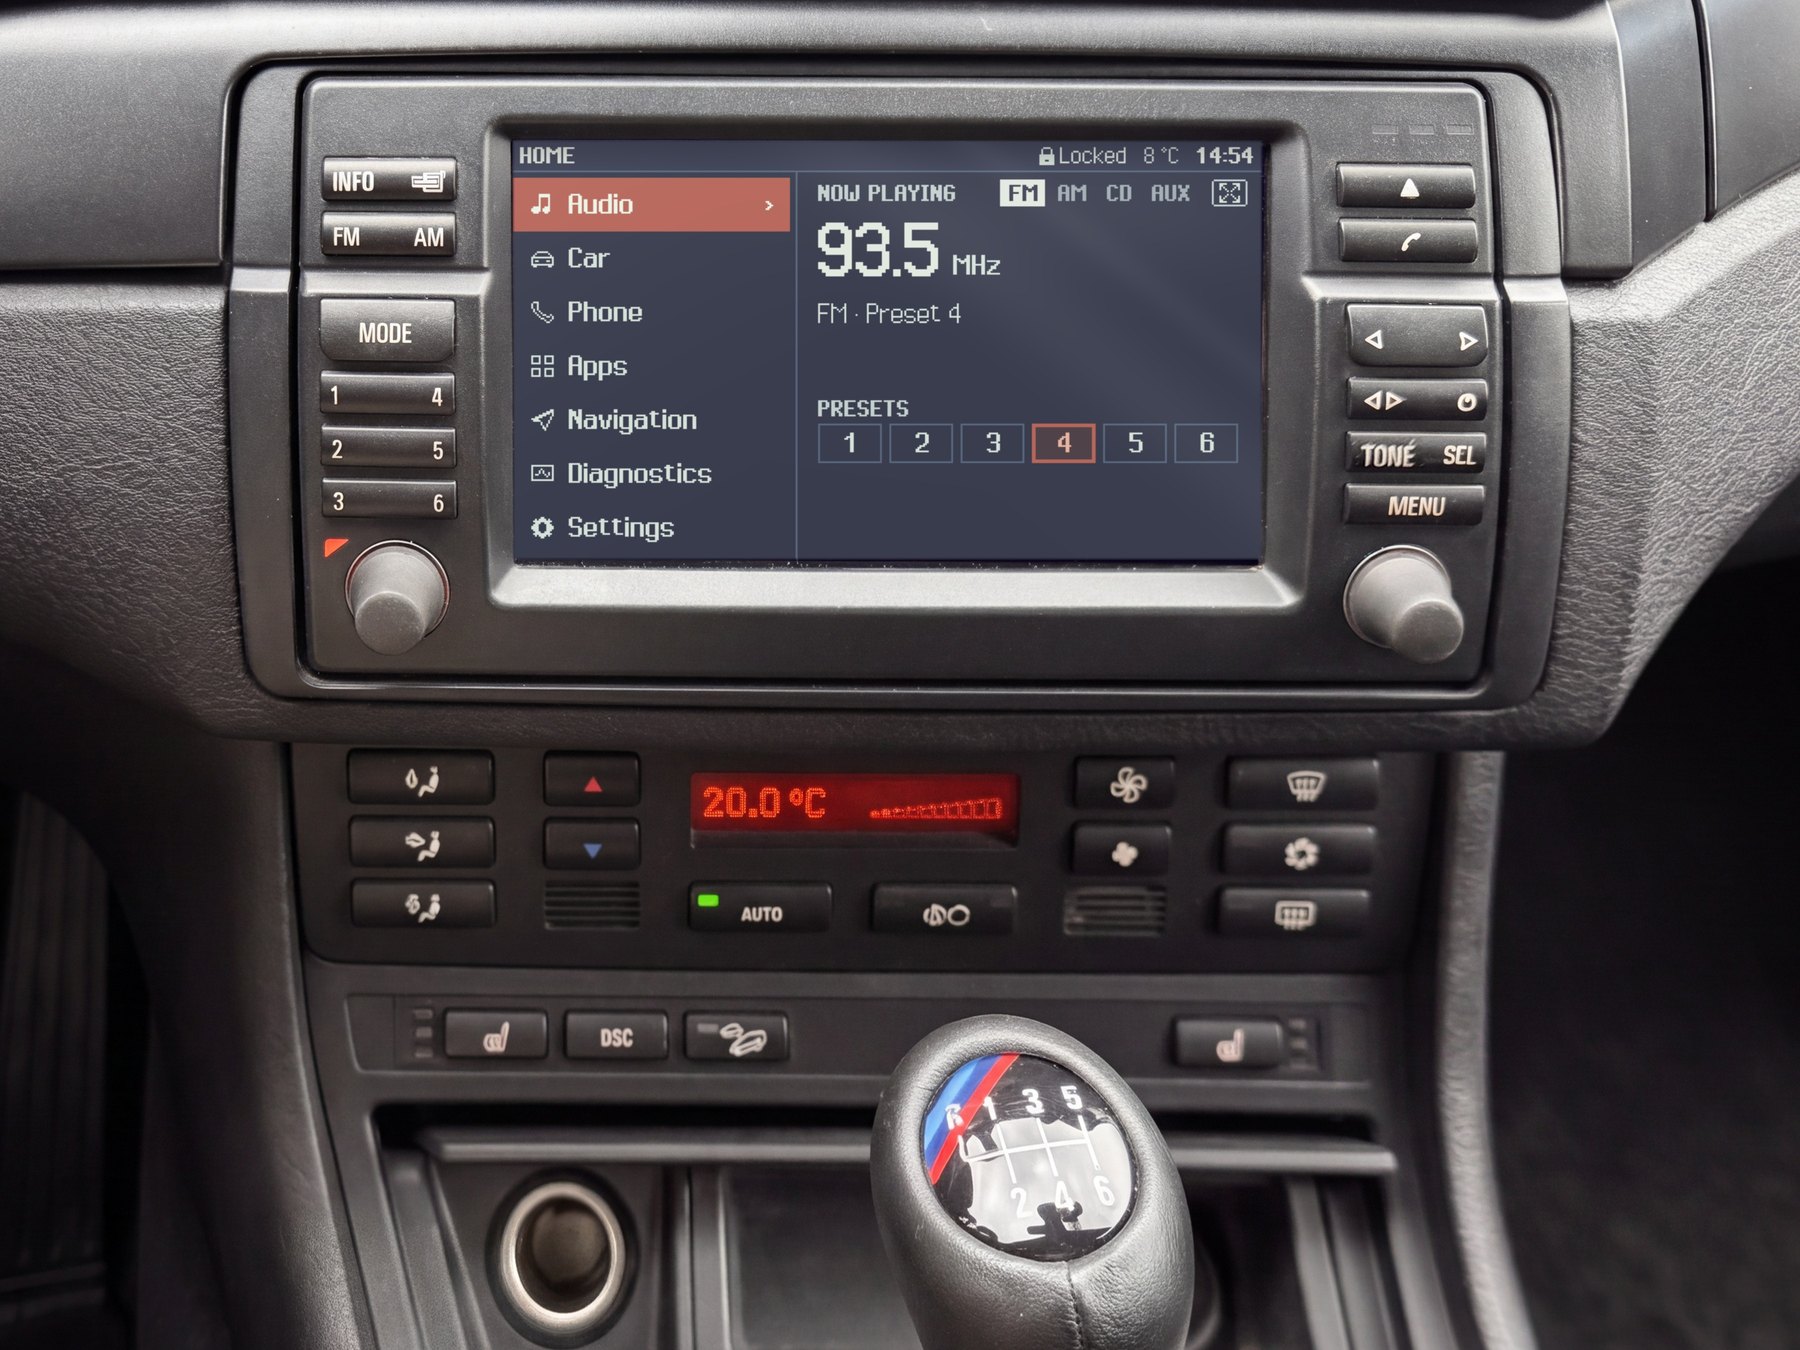 HOME Locked 8 °C 14:54
INFO
FM AM
MODE
1 4
2 5
3 6
Audio
Car
Phone
Apps
Navigation
Diagnostics
Settings
NOW PLAYING FM AM CD AUX
93.5 MHz
FM · Preset 4
PRESETS
1 2 3 4 5 6
TONE SEL
MENU
20.0 °C
AUTO
DSC
R 1 3 5
2 4 6